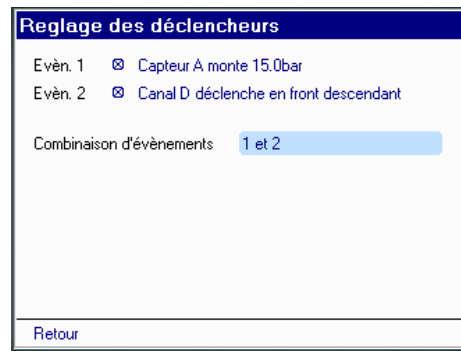 Reglage des déclencheurs
Evèn. 1 Capteur A monte 15.0bar
Evèn. 2 Canal D déclenche en front descendant
Combinaison d'évènements 1 et 2
Retour